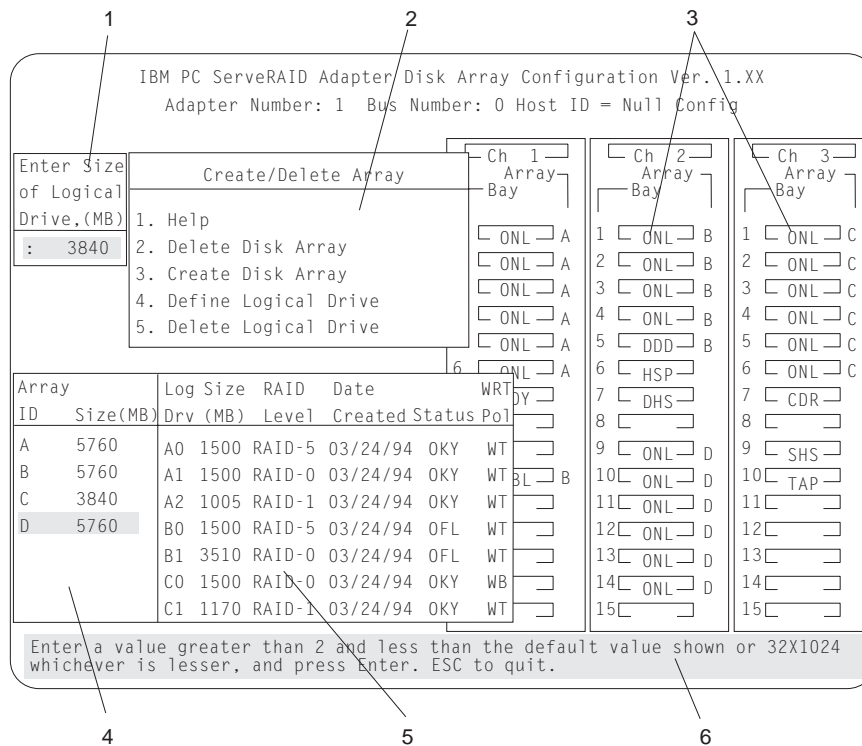 1 2 3
IBM PC ServeRAID Adapter Disk Array Configuration Ver. 1.XX
Adapter Number: 1 Bus Number: 0 Host ID = Null Config
Enter Size
of Logical
Drive,(MB)
: 3840
Create/Delete Array
1. Help
2. Delete Disk Array
3. Create Disk Array
4. Define Logical Drive
5. Delete Logical Drive
Ch 1
Array
Bay
ONL A
ONL A
ONL A
ONL A
ONL A
6 ONL A
DY
BL B
Ch 2
Array
Bay
1 ONL B
2 ONL B
3 ONL B
4 ONL B
5 DDD B
6 HSP
7 DHS
8
9 ONL D
10 ONL D
11 ONL D
12 ONL D
13 ONL D
14 ONL D
15
Ch 3
Array
Bay
1 ONL C
2 ONL C
3 ONL C
4 ONL C
5 ONL C
6 ONL C
7 CDR
8
9 SHS
10 TAP
11
12
13
14
15
Array
ID Size(MB)
A 5760
B 5760
C 3840
D 5760
Log Size RAID Date WRT
Drv (MB) Level Created Status Pol
A0 1500 RAID-5 03/24/94 OKY WT
A1 1500 RAID-0 03/24/94 OKY WT
A2 1005 RAID-1 03/24/94 OKY WT
B0 1500 RAID-5 03/24/94 OFL WT
B1 3510 RAID-0 03/24/94 OFL WT
C0 1500 RAID-0 03/24/94 OKY WB
C1 1170 RAID-1 03/24/94 OKY WT
Enter a value greater than 2 and less than the default value shown or 32X1024
whichever is lesser, and press Enter. ESC to quit.
4 5 6